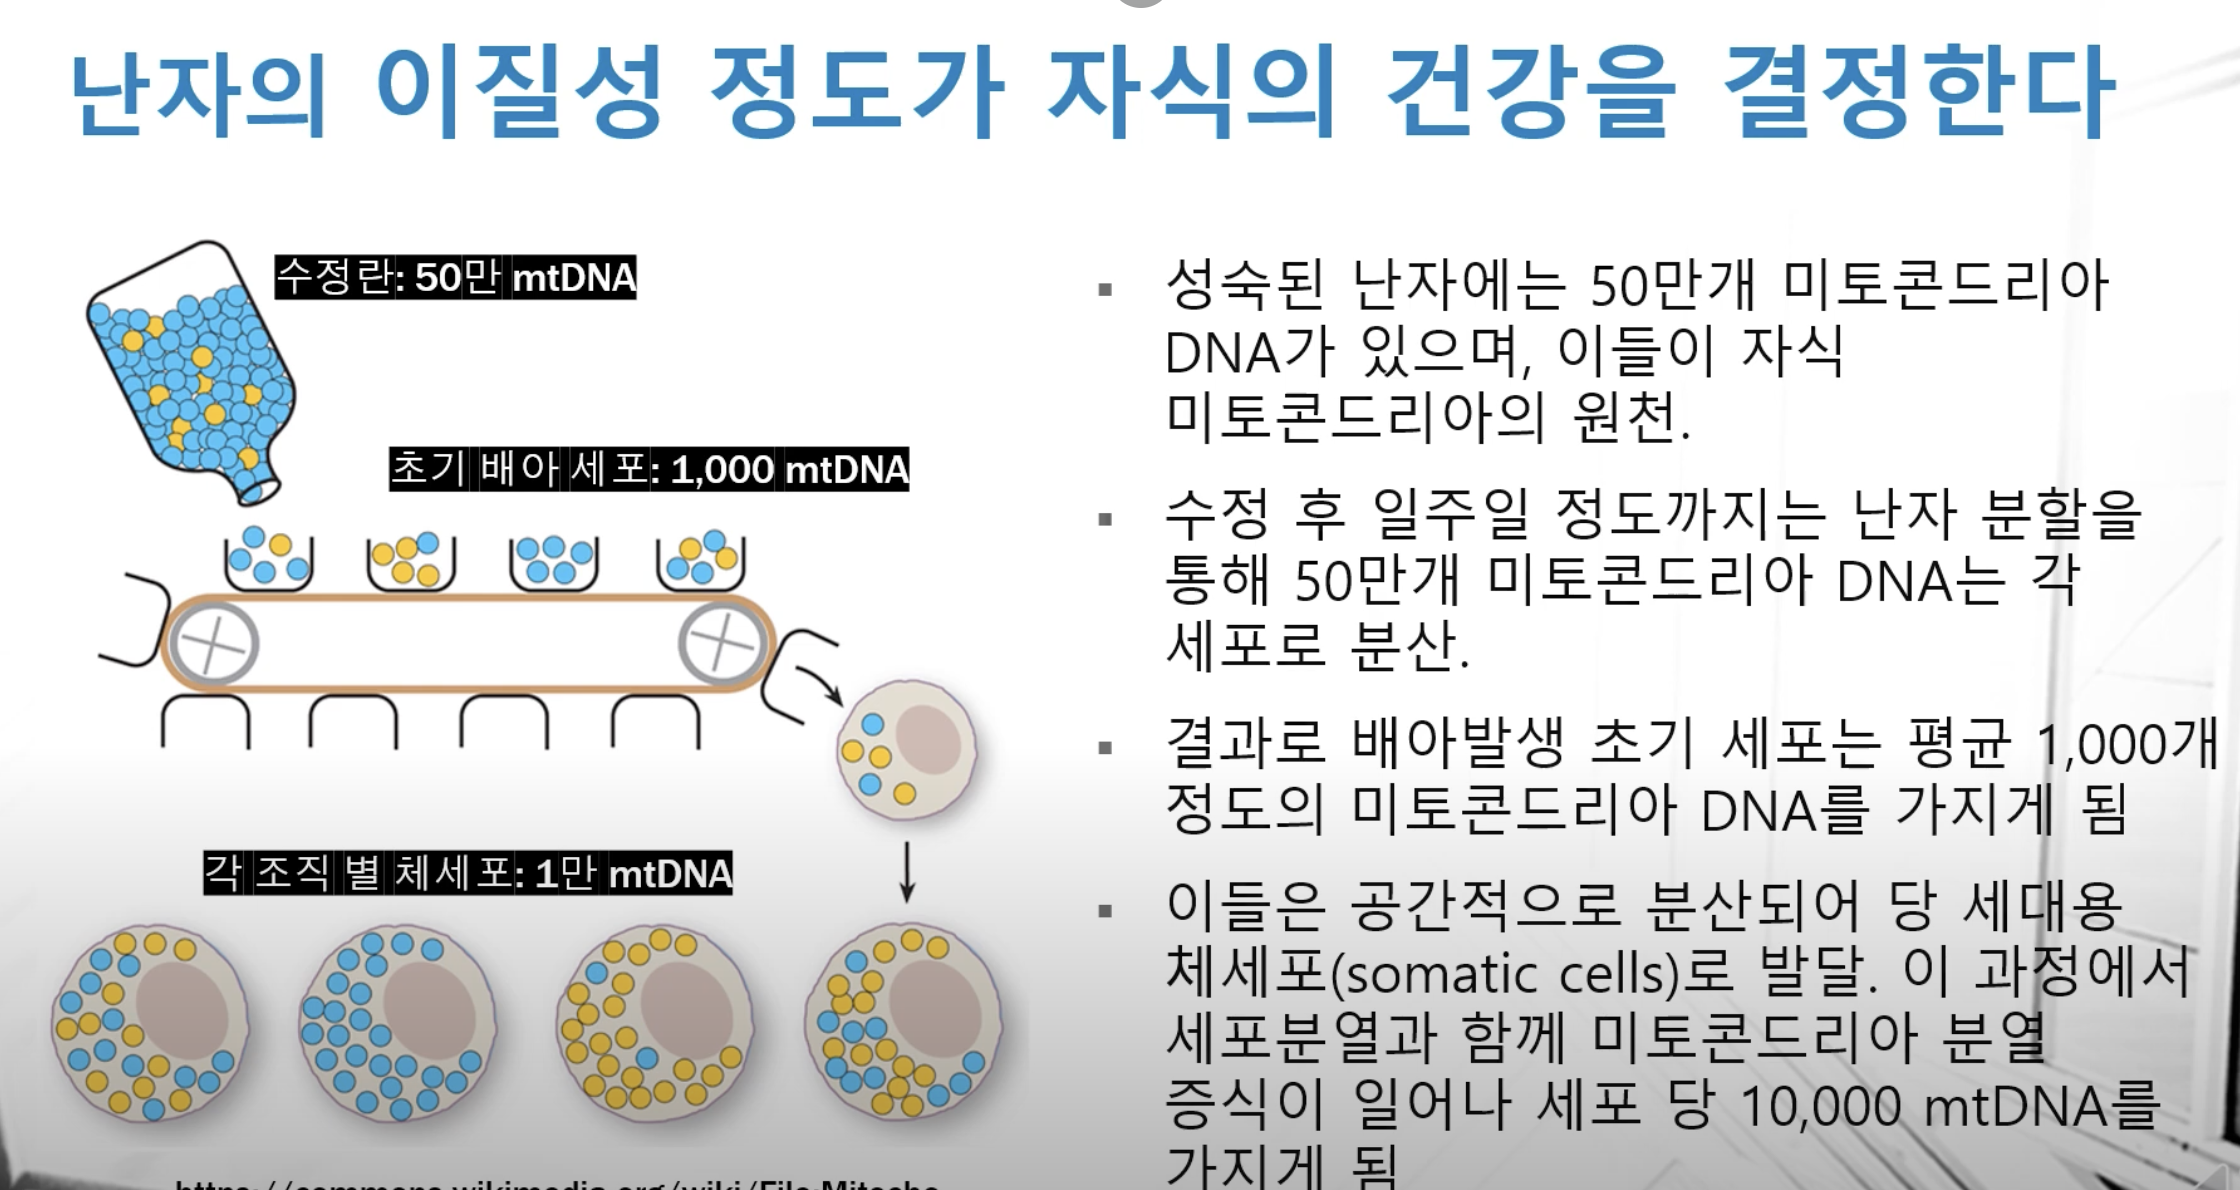 난자의 이질성 정도가 자식의 건강을 결정한다
수정란: 50만 mtDNA
초기 배아 세포: 1,000 mtDNA
각 조직 별 체세포: 1만 mtDNA
성숙된 난자에는 50만개 미토콘드리아
DNA가 있으며, 이들이 자식
미토콘드리아의 원천.
수정 후 일주일 정도까지는 난자 분할을
통해 50만개 미토콘드리아 DNA는 각
세포로 분산.
결과로 배아발생 초기 세포는 평균 1,000개
정도의 미토콘드리아 DNA를 가지게 됨
이들은 공간적으로 분산되어 당 세대용
체세포(somatic cells)로 발달. 이 과정에서
세포분열과 함께 미토콘드리아 분열
증식이 일어나 세포 당 10,000 mtDNA를
가지게 됨
https://commons.wikimedia.org/wiki/File:Mitocho